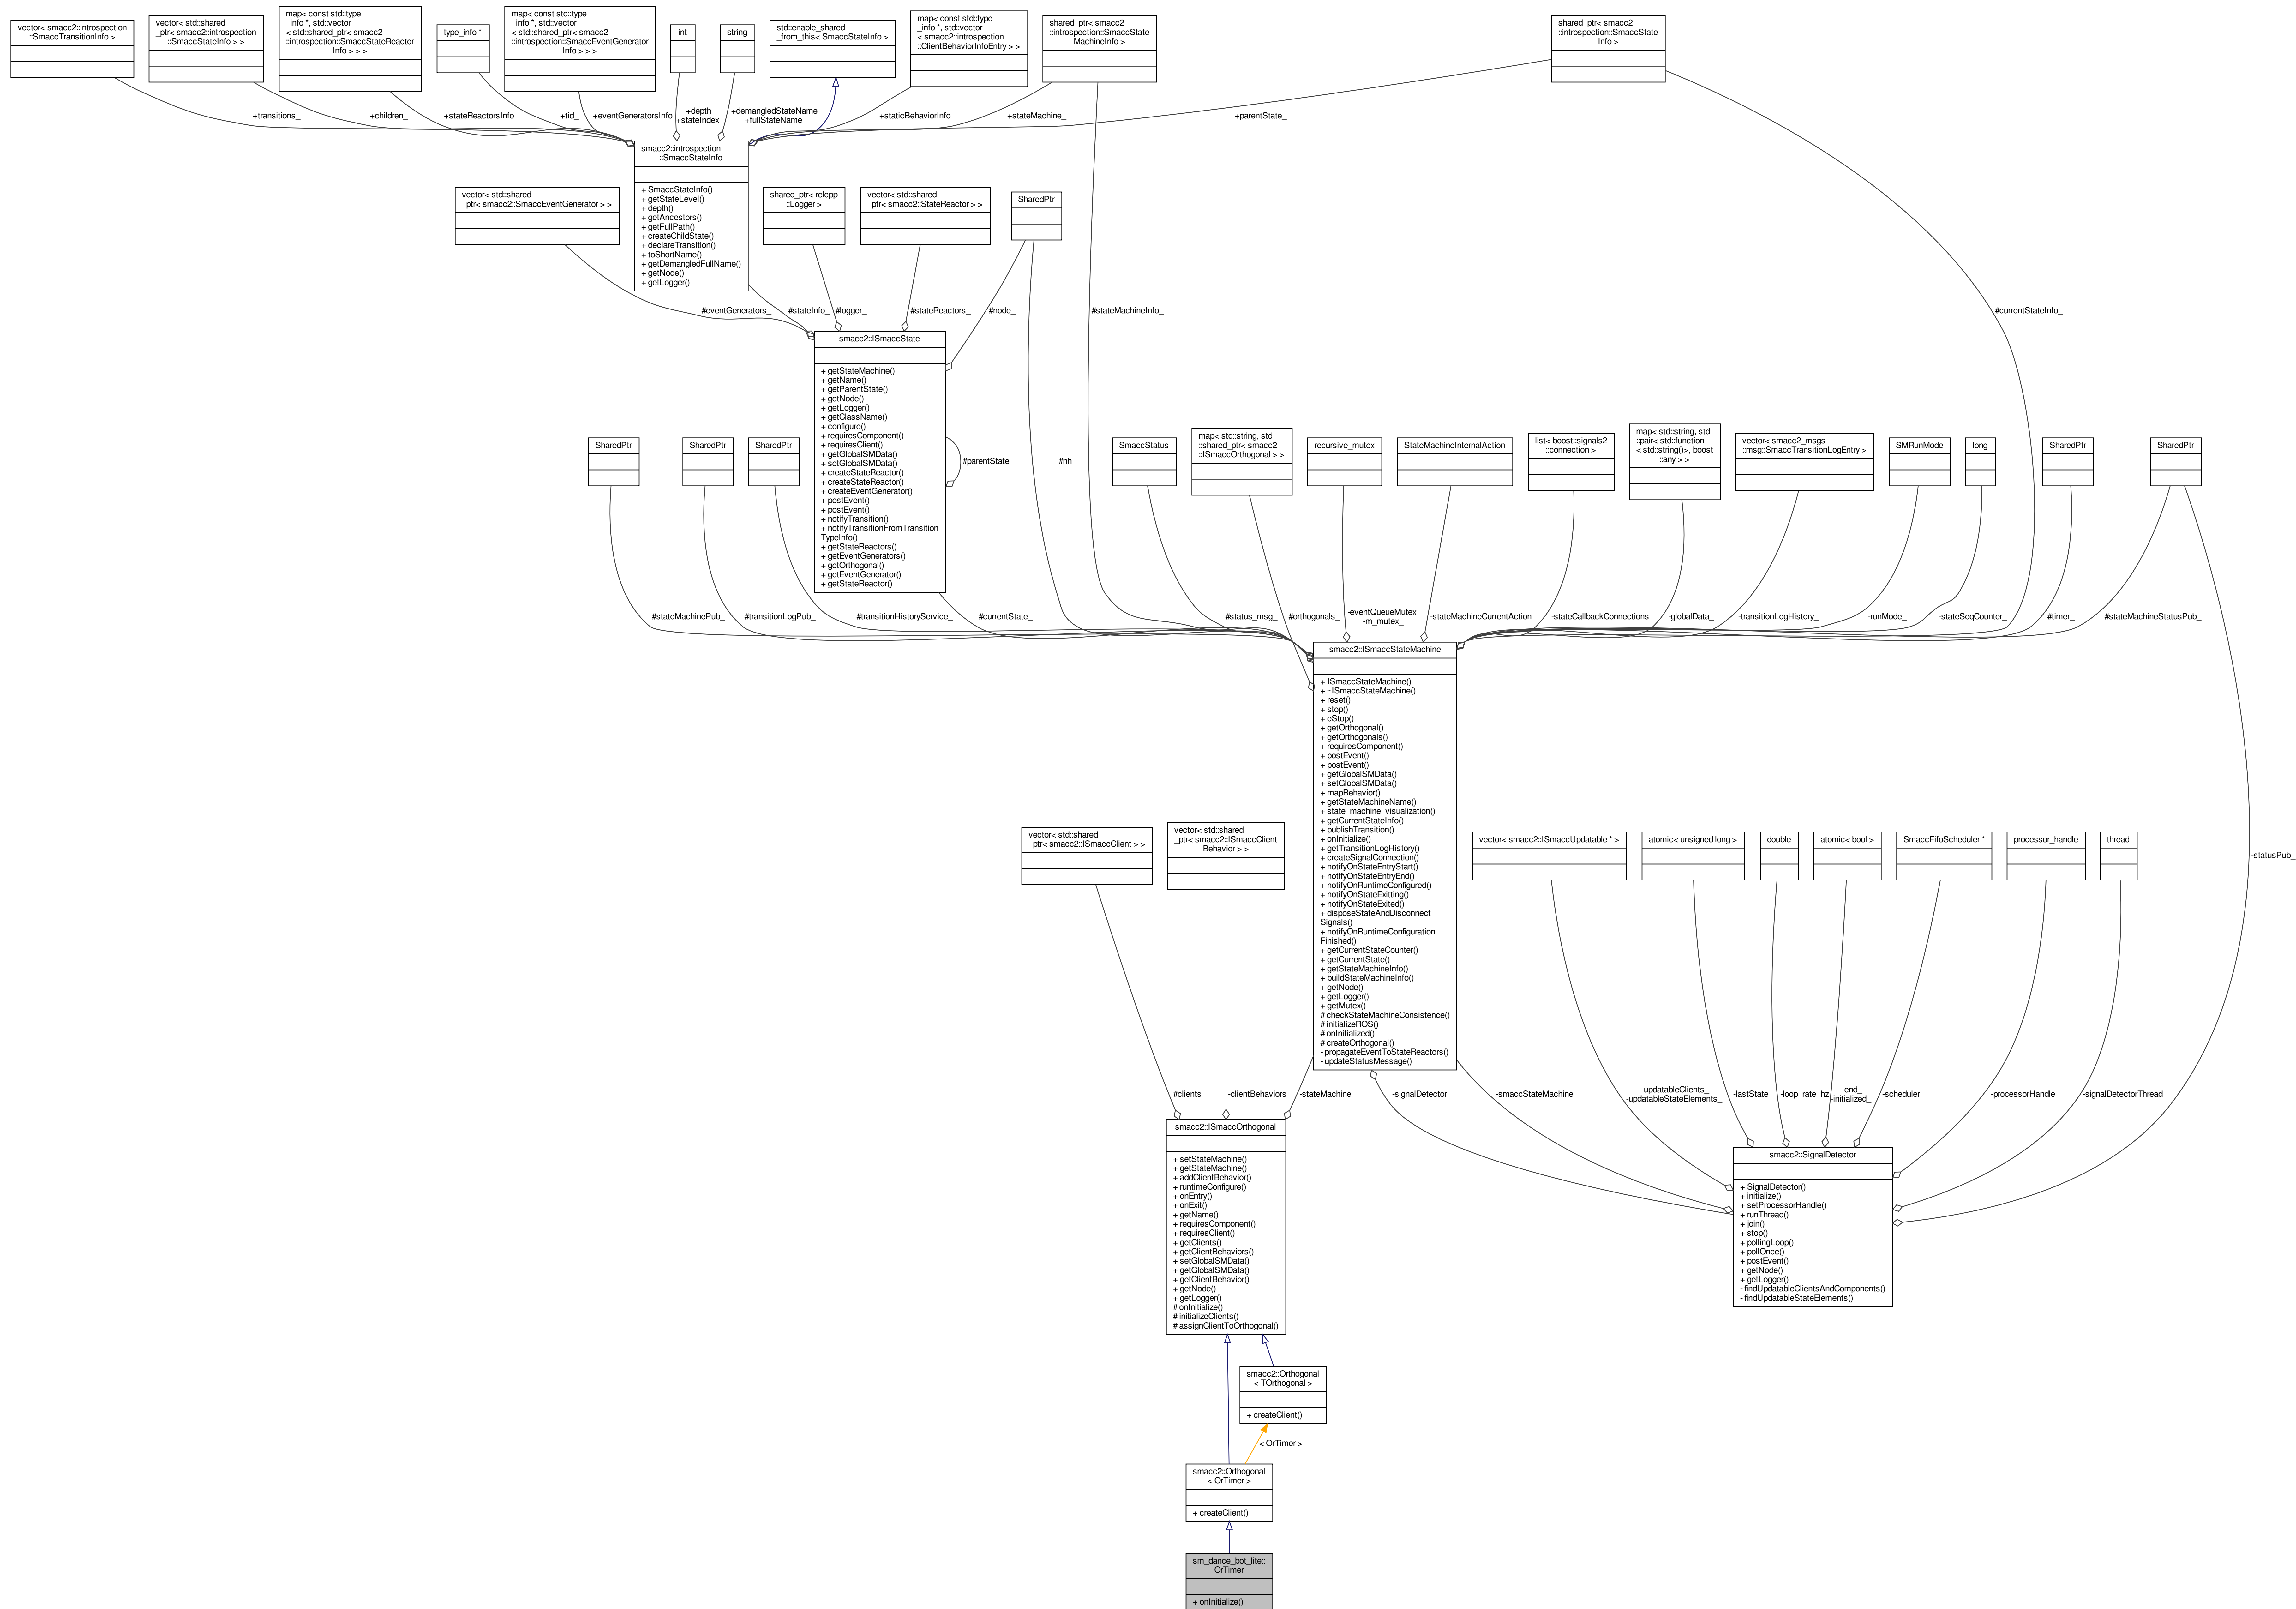 vector< smacc2::introspection
::SmaccTransitionInfo >
vector< std::shared
_ptr< smacc2::introspection
::SmaccStateInfo > >
map< const std::type
_info *, std::vector
< std::shared_ptr< smacc2
::introspection::SmaccStateReactor
Info > > >
type_info *
map< const std::type
_info *, std::vector
< std::shared_ptr< smacc2
::introspection::SmaccEventGenerator
Info > > >
int
string
std::enable_shared
_from_this< SmaccStateInfo >
map< const std::type
_info *, std::vector
< smacc2::introspection
::ClientBehaviorInfoEntry > >
shared_ptr< smacc2
::introspection::SmaccState
MachineInfo >
shared_ptr< smacc2
::introspection::SmaccState
Info >
+transitions_
+children_
+stateReactorsInfo
+tid_
+eventGeneratorsInfo
+depth_
+stateIndex_
+demangledStateName
+fullStateName
+staticBehaviorInfo
+stateMachine_
+parentState_
smacc2::introspection
::SmaccStateInfo
+ SmaccStateInfo()
+ getStateLevel()
+ depth()
+ getAncestors()
+ getFullPath()
+ createChildState()
+ declareTransition()
+ toShortName()
+ getDemangledFullName()
+ getNode()
+ getLogger()
vector< std::shared
_ptr< smacc2::SmaccEventGenerator > >
shared_ptr< rclcpp
::Logger >
vector< std::shared
_ptr< smacc2::StateReactor > >
SharedPtr
#eventGenerators_
#stateInfo_
#logger_
#stateReactors_
#node_
#stateMachineInfo_
#currentStateInfo_
smacc2::ISmaccState
+ getStateMachine()
+ getName()
+ getParentState()
+ getNode()
+ getLogger()
+ getClassName()
+ configure()
+ requiresComponent()
+ requiresClient()
+ getGlobalSMData()
+ setGlobalSMData()
+ createStateReactor()
+ createStateReactor()
+ createEventGenerator()
+ postEvent()
+ postEvent()
+ notifyTransition()
+ notifyTransitionFromTransition
TypeInfo()
+ getStateReactors()
+ getEventGenerators()
+ getOrthogonal()
+ getEventGenerator()
+ getStateReactor()
#parentState_
#nh_
SharedPtr
SharedPtr
SharedPtr
SmaccStatus
map< std::string, std
::shared_ptr< smacc2
::ISmaccOrthogonal > >
recursive_mutex
StateMachineInternalAction
list< boost::signals2
::connection >
map< std::string, std
::pair< std::function
< std::string()>, boost
::any > >
vector< smacc2_msgs
::msg::SmaccTransitionLogEntry >
SMRunMode
long
SharedPtr
SharedPtr
#stateMachinePub_
#transitionLogPub_
#transitionHistoryService_
#currentState_
#status_msg_
#orthogonals_
-eventQueueMutex_
-m_mutex_
-stateMachineCurrentAction
-stateCallbackConnections
-globalData_
-transitionLogHistory_
-runMode_
-stateSeqCounter_
#timer_
#stateMachineStatusPub_
smacc2::ISmaccStateMachine
+ ISmaccStateMachine()
+ ~ISmaccStateMachine()
+ reset()
+ stop()
+ eStop()
+ getOrthogonal()
+ getOrthogonals()
+ requiresComponent()
+ postEvent()
+ postEvent()
+ getGlobalSMData()
+ setGlobalSMData()
+ mapBehavior()
+ getStateMachineName()
+ state_machine_visualization()
+ getCurrentStateInfo()
+ publishTransition()
+ onInitialize()
+ getTransitionLogHistory()
+ createSignalConnection()
+ notifyOnStateEntryStart()
+ notifyOnStateEntryEnd()
+ notifyOnRuntimeConfigured()
+ notifyOnStateExitting()
+ notifyOnStateExited()
+ disposeStateAndDisconnect
Signals()
+ notifyOnRuntimeConfiguration
Finished()
+ getCurrentStateCounter()
+ getCurrentState()
+ getStateMachineInfo()
+ buildStateMachineInfo()
+ getNode()
+ getLogger()
+ getMutex()
# checkStateMachineConsistence()
# initializeROS()
# onInitialized()
# createOrthogonal()
- propagateEventToStateReactors()
- updateStatusMessage()
vector< std::shared
_ptr< smacc2::ISmaccClient > >
vector< std::shared
_ptr< smacc2::ISmaccClient
Behavior > >
vector< smacc2::ISmaccUpdatable * >
atomic< unsigned long >
double
atomic< bool >
SmaccFifoScheduler *
processor_handle
thread
-statusPub_
#clients_
-clientBehaviors_
-stateMachine_
-signalDetector_
-smaccStateMachine_
-updatableClients_
-updatableStateElements_
-lastState_
-loop_rate_hz
-end_
-initialized_
-scheduler_
-processorHandle_
-signalDetectorThread_
smacc2::ISmaccOrthogonal
+ setStateMachine()
+ getStateMachine()
+ addClientBehavior()
+ runtimeConfigure()
+ onEntry()
+ onExit()
+ getName()
+ requiresComponent()
+ requiresClient()
+ getClients()
+ getClientBehaviors()
+ setGlobalSMData()
+ getGlobalSMData()
+ getClientBehavior()
+ getNode()
+ getLogger()
# onInitialize()
# initializeClients()
# assignClientToOrthogonal()
smacc2::SignalDetector
+ SignalDetector()
+ initialize()
+ setProcessorHandle()
+ runThread()
+ join()
+ stop()
+ pollingLoop()
+ pollOnce()
+ postEvent()
+ getNode()
+ getLogger()
- findUpdatableClientsAndComponents()
- findUpdatableStateElements()
smacc2::Orthogonal
< TOrthogonal >
+ createClient()
< OrTimer >
smacc2::Orthogonal
< OrTimer >
+ createClient()
sm_dance_bot_lite::
OrTimer
+ onInitialize()